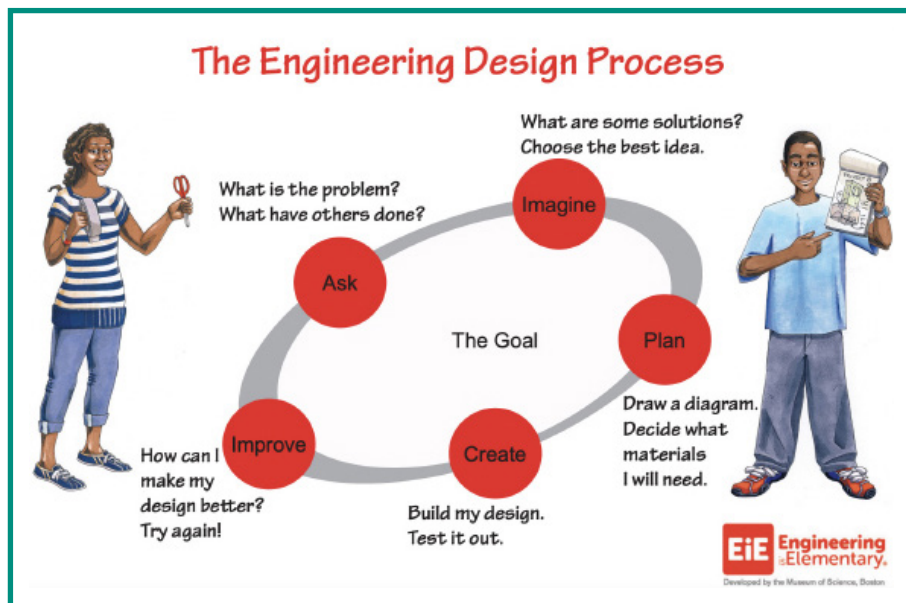 The Engineering Design Process
What are some solutions?
Choose the best idea.
Imagine
What is the problem?
What have others done?
Ask
The Goal
Plan
Draw a diagram.
Decide what
materials
I will need.
Create
Build my design.
Test it out.
Improve
How can I
make my
design better?
Try again!
EiE
Engineering
is Elementary®
Developed by the Museum of Science, Boston